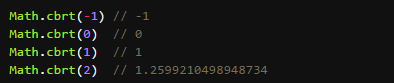 Math.cbrt(-1) // -1
Math.cbrt(0)  // 0
Math.cbrt(1)  // 1
Math.cbrt(2)  // 1.2599210498948734